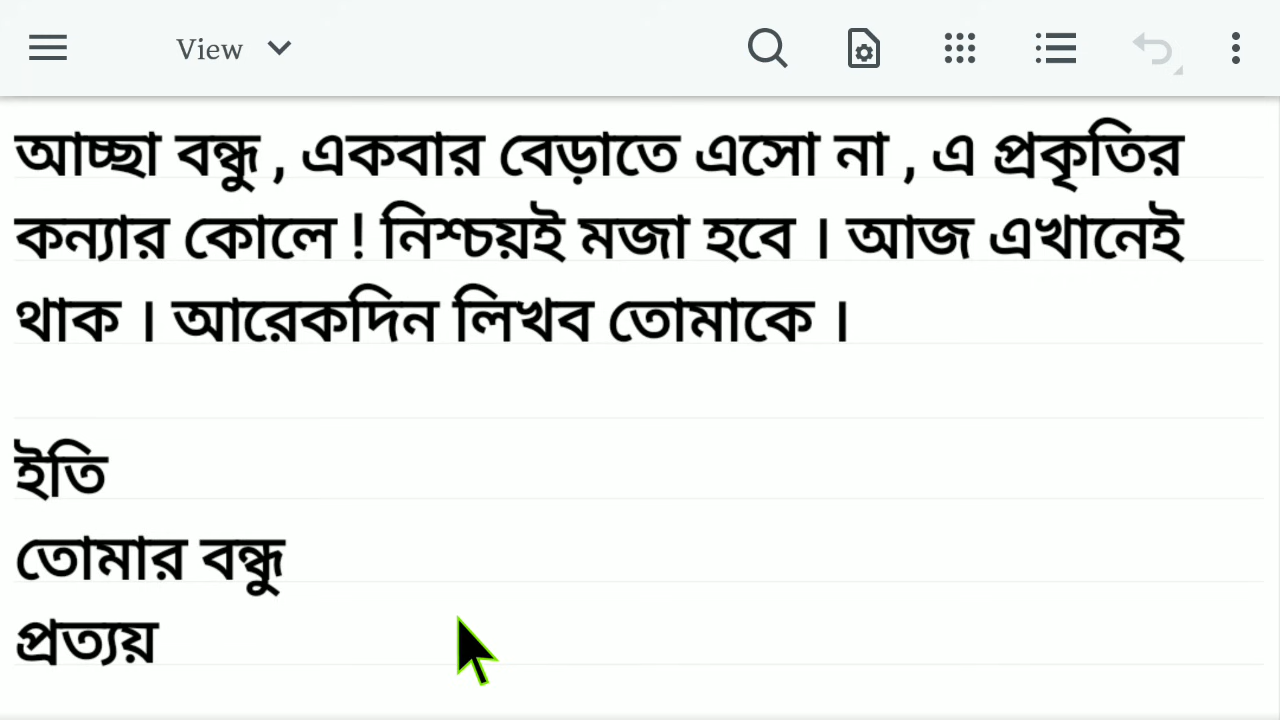 View
আচ্ছা বন্ধু , একবার বেড়াতে এসো না , এ প্রকৃতির
কন্যার কোলে ! নিশ্চয়ই মজা হবে । আজ এখানেই
থাক । আরেকদিন লিখব তোমাকে ।
ইতি
তোমার বন্ধু
প্রত্যয়